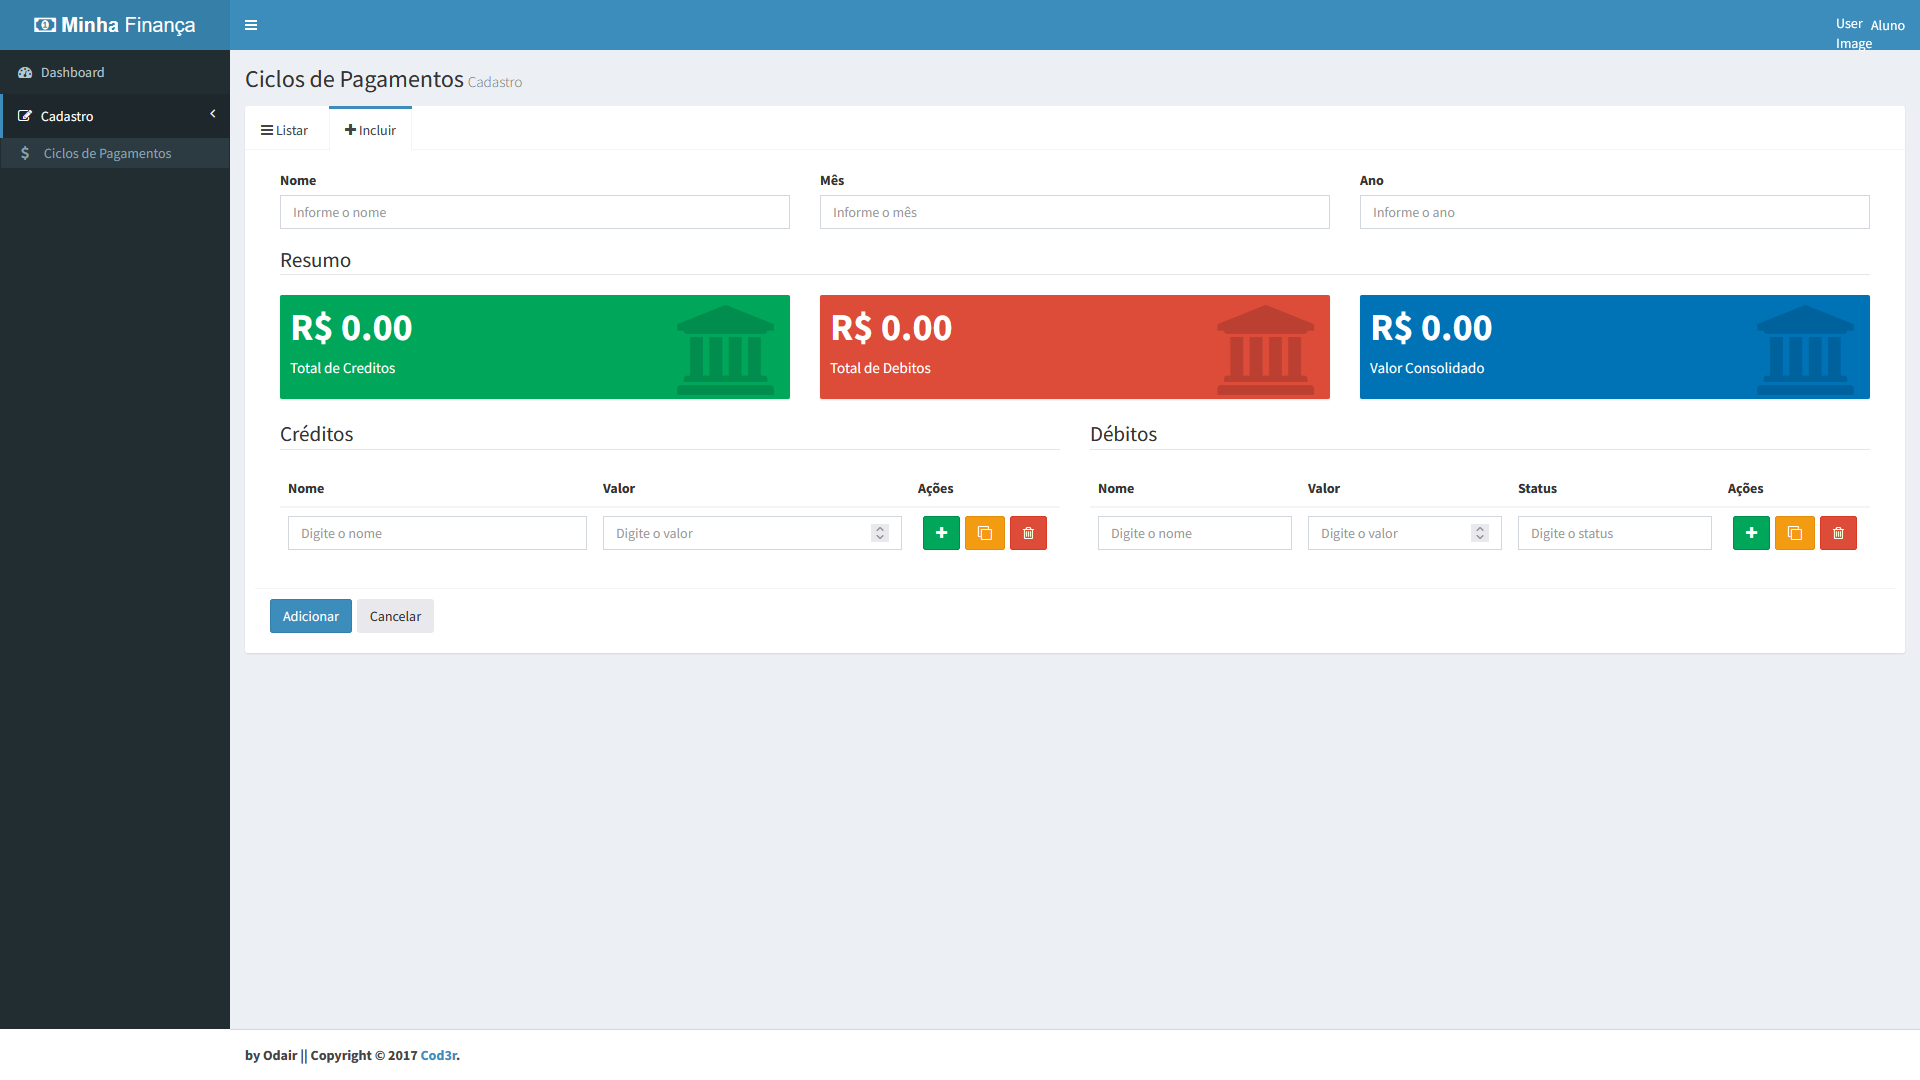 Minha Finança
User Image
Aluno
Dashboard
Cadastro
Ciclos de Pagamentos
Ciclos de Pagamentos Cadastro
Listar
Incluir
Nome
Mês
Ano
Informe o nome
Informe o mês
Informe o ano
Resumo
R$ 0.00
Total de Creditos
R$ 0.00
Total de Debitos
R$ 0.00
Valor Consolidado
Créditos
Nome
Valor
Ações
Digite o nome
Digite o valor
Débitos
Nome
Valor
Status
Ações
Digite o nome
Digite o valor
Digite o status
Adicionar
Cancelar
by Odair || Copyright © 2017 Cod3r.